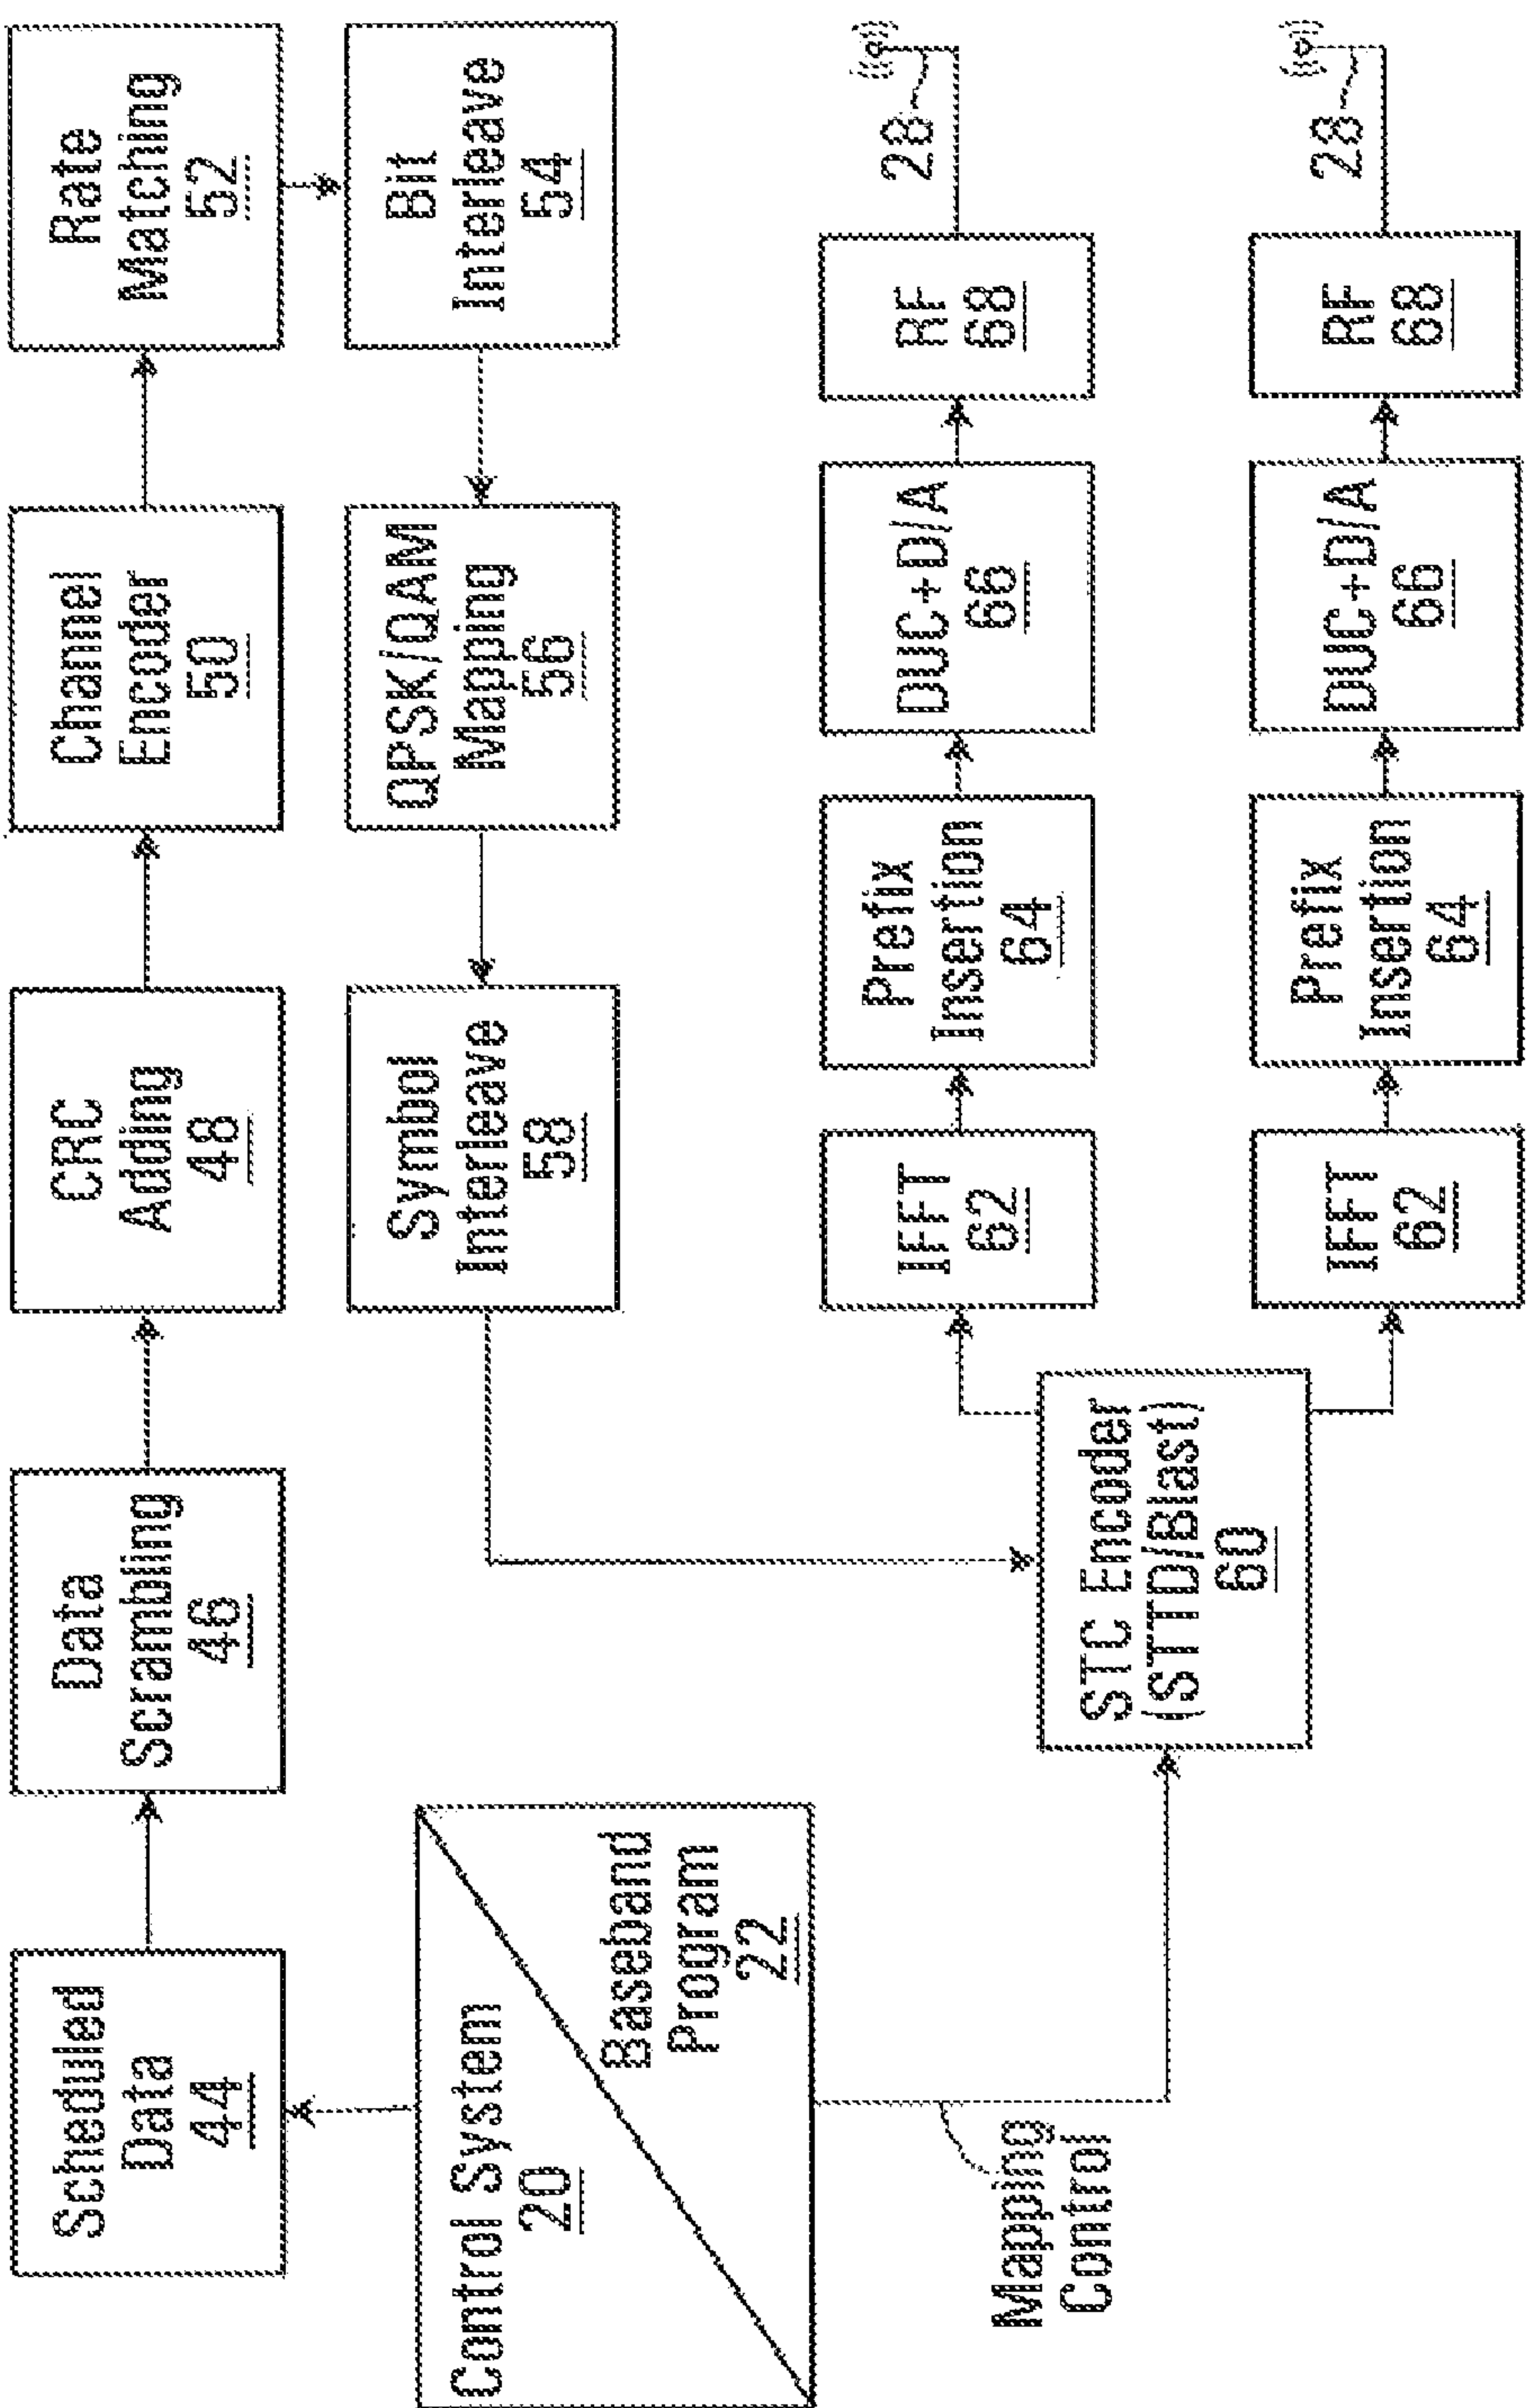 Scheduled
Data
44
Data
Scrambling
46
CRC
Adding
48
Channel
Encoder
50
Rate
Matching
52
Control System
20
Baseband
Program
22
Symbol
Interleave
58
QPSK/QAM
Mapping
56
Bit
Interleave
54
Mapping
Control
STC Encoder
(STTD/Blast)
60
IFFT
62
Prefix
Insertion
64
DUC+D/A
66
RF
68
28
IFFT
62
Prefix
Insertion
64
DUC+D/A
66
RF
68
28